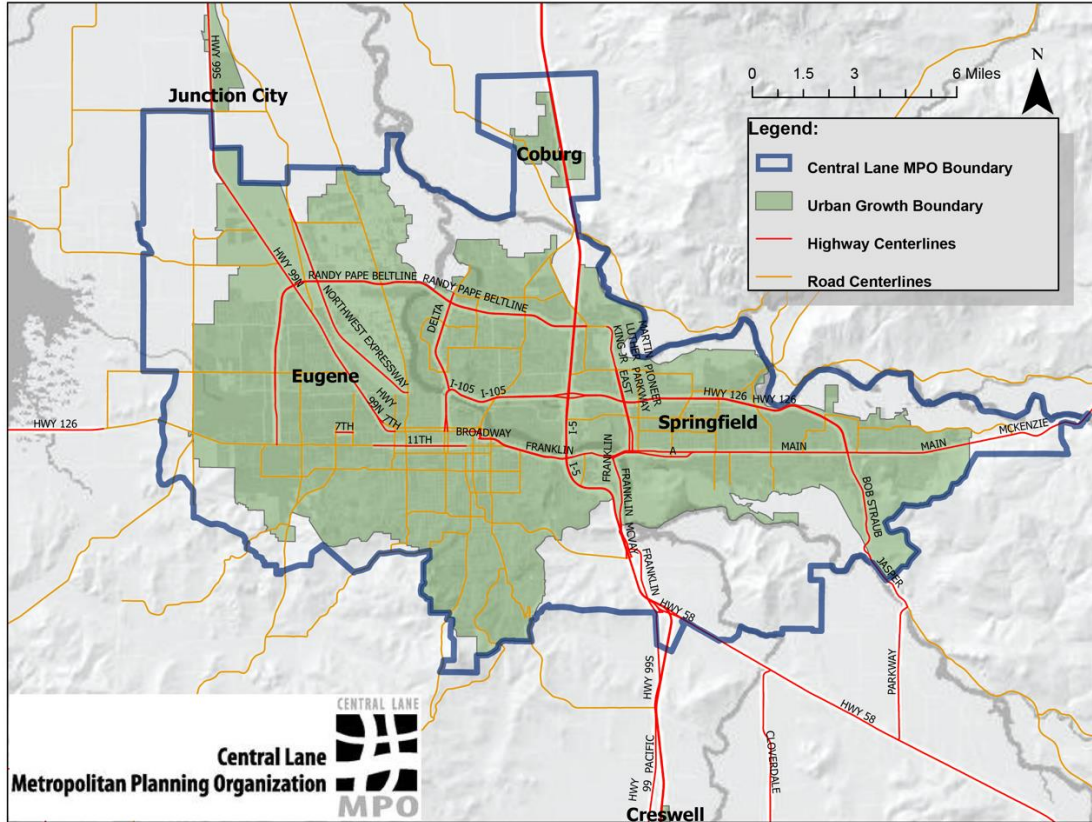 HWY 99S
Junction City
Coburg
0 1.5 3 6 Miles
N
Legend:
Central Lane MPO Boundary
Urban Growth Boundary
Highway Centerlines
Road Centerlines
HWY 99N
RANDY PAPE BELTLINE
RANDY PAPE BELTLINE
NORTHWEST EXPRESSWAY
DELTA
MARTIN
LUTHER
KING JR
PIONEER
PARKWAY
EAST
Eugene
I-105
I-105
HWY 126
HWY 126
HWY
99N 7TH
HWY 126
7TH
11TH
BROADWAY
I-5
Springfield
FRANKLIN
I-5
FRANKLIN
A
MAIN
MAIN
MCKENZIE
FRANKLIN MCVAY
BOB STRAUB
FRANKLIN
JASPER
HWY 58
HWY 99S
PARKWAY
HWY 58
CLOVERDALE
HWY
99 PACIFIC
Creswell
CENTRAL LANE
Central Lane
Metropolitan Planning Organization
MPO